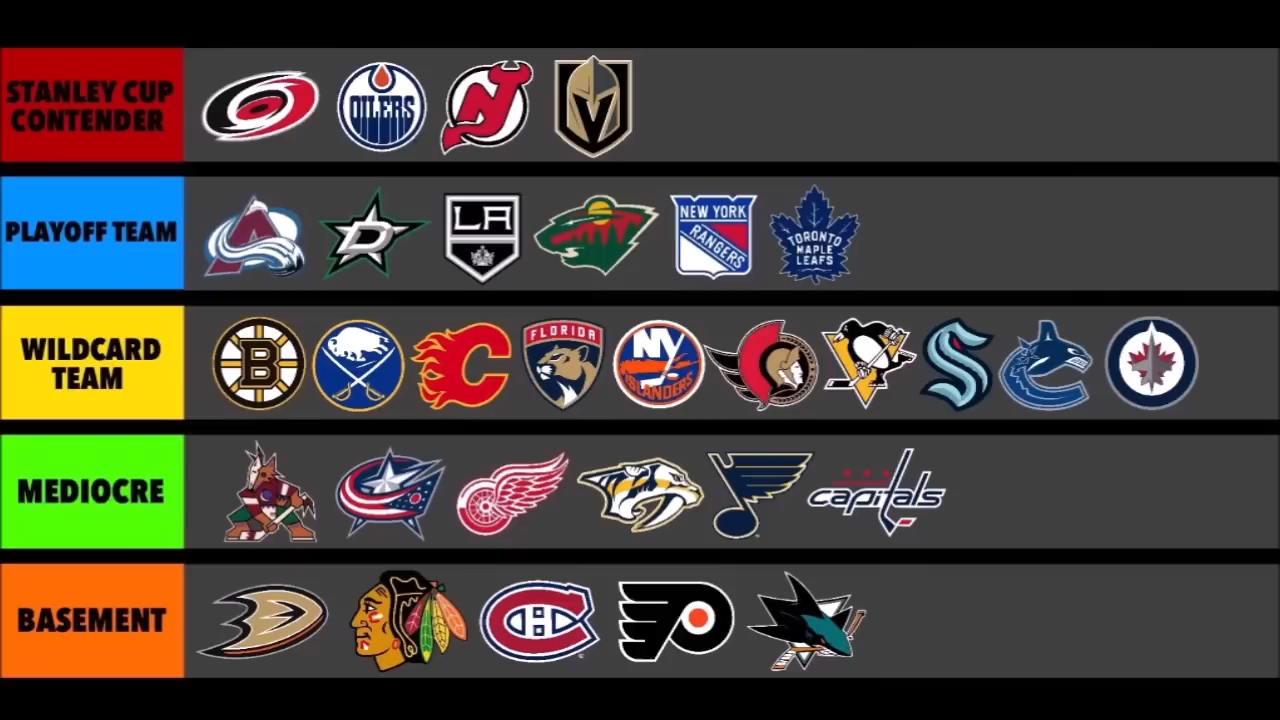 STANLEY CUP
CONTENDER
OILERS
PLAYOFF TEAM
LA
NEW YORK
RANGERS
TORONTO
MAPLE
LEAFS
WILDCARD
TEAM
B
FLORIDA
NY
ISLANDERS
MEDIOCRE
capitals
BASEMENT